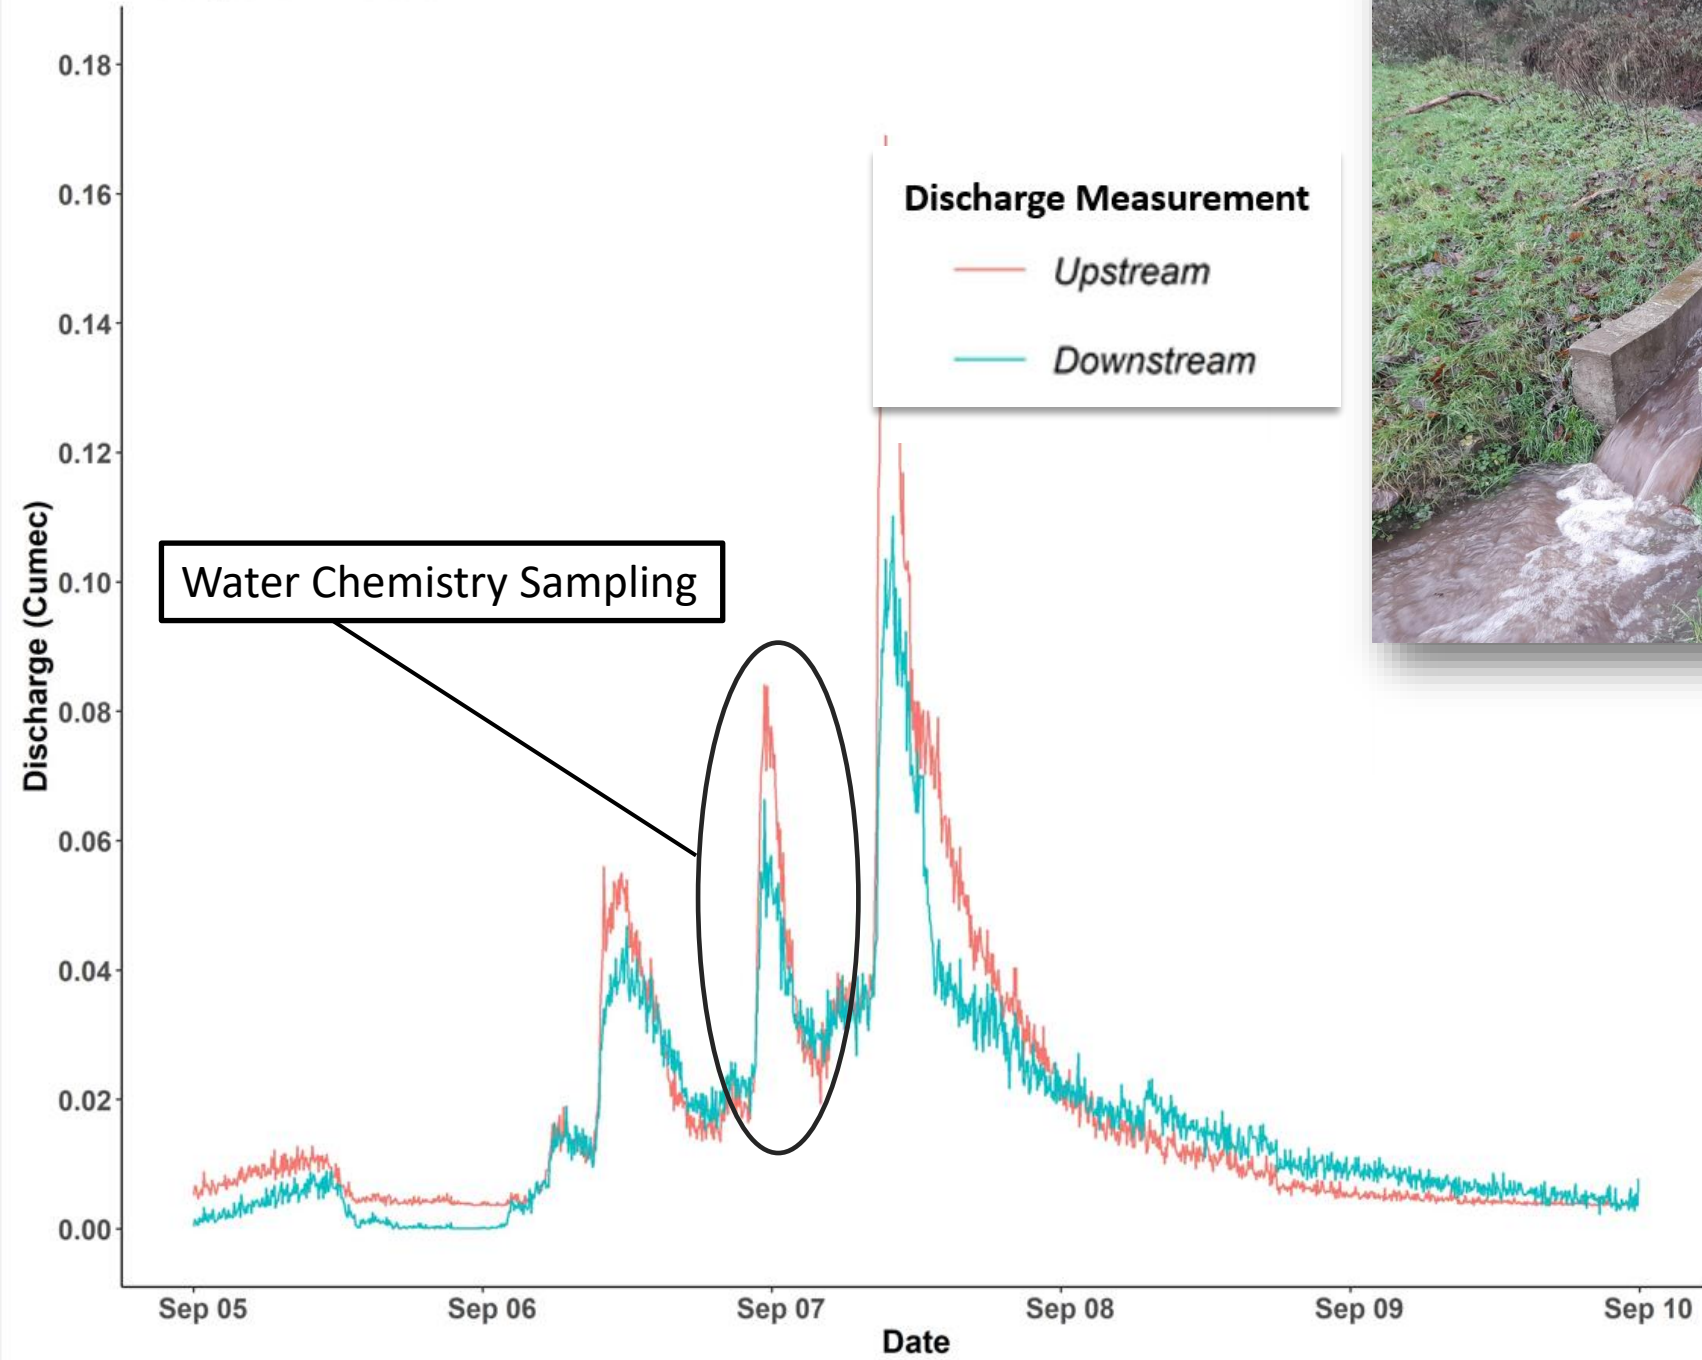 0.18
0.16
0.14
0.12
0.10
0.08
0.06
0.04
0.02
0.00
Discharge (Cumec)
Discharge Measurement
Upstream
Downstream
Water Chemistry Sampling
Sep 05
Sep 06
Sep 07
Sep 08
Sep 09
Sep 10
Date